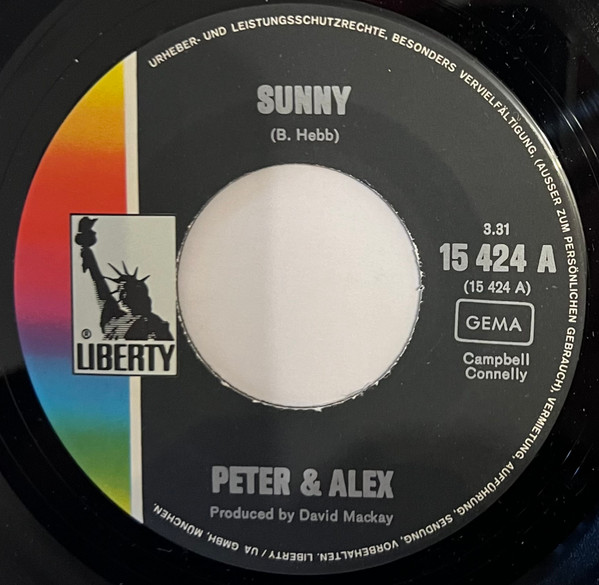 URHEBER- UND LEISTUNGSSCHUTZRECHTE, BESONDERS VERVIELFÄLTIGUNG, (AUSSER ZUM PERSÖNLICHEN GEBRAUCH), VERMIETUNG, AUFFÜHRUNG, SENDUNG, VORBEHALTEN. LIBERTY / UA GMBH, MÜNCHEN.
SUNNY
(B. Hebb)
3.31
15 424 A
(15 424 A)
GEMA
Campbell
Connelly
®
LIBERTY
PETER & ALEX
Produced by David Mackay